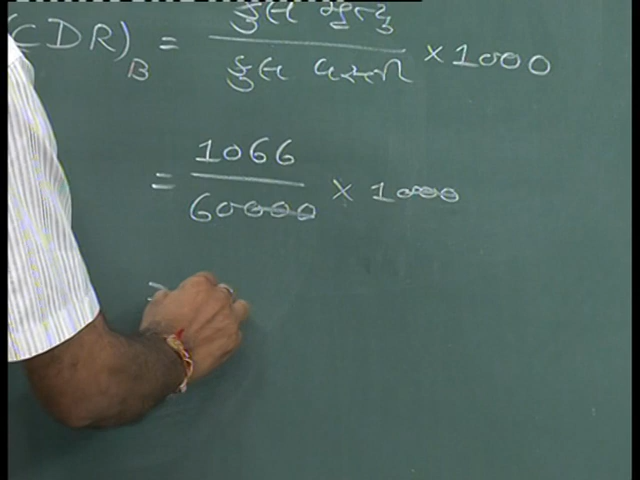 (CDR)B = કુલ મૃત્યુ
કુલ વસ્તી × 1000
= 1066
60000 × 1000